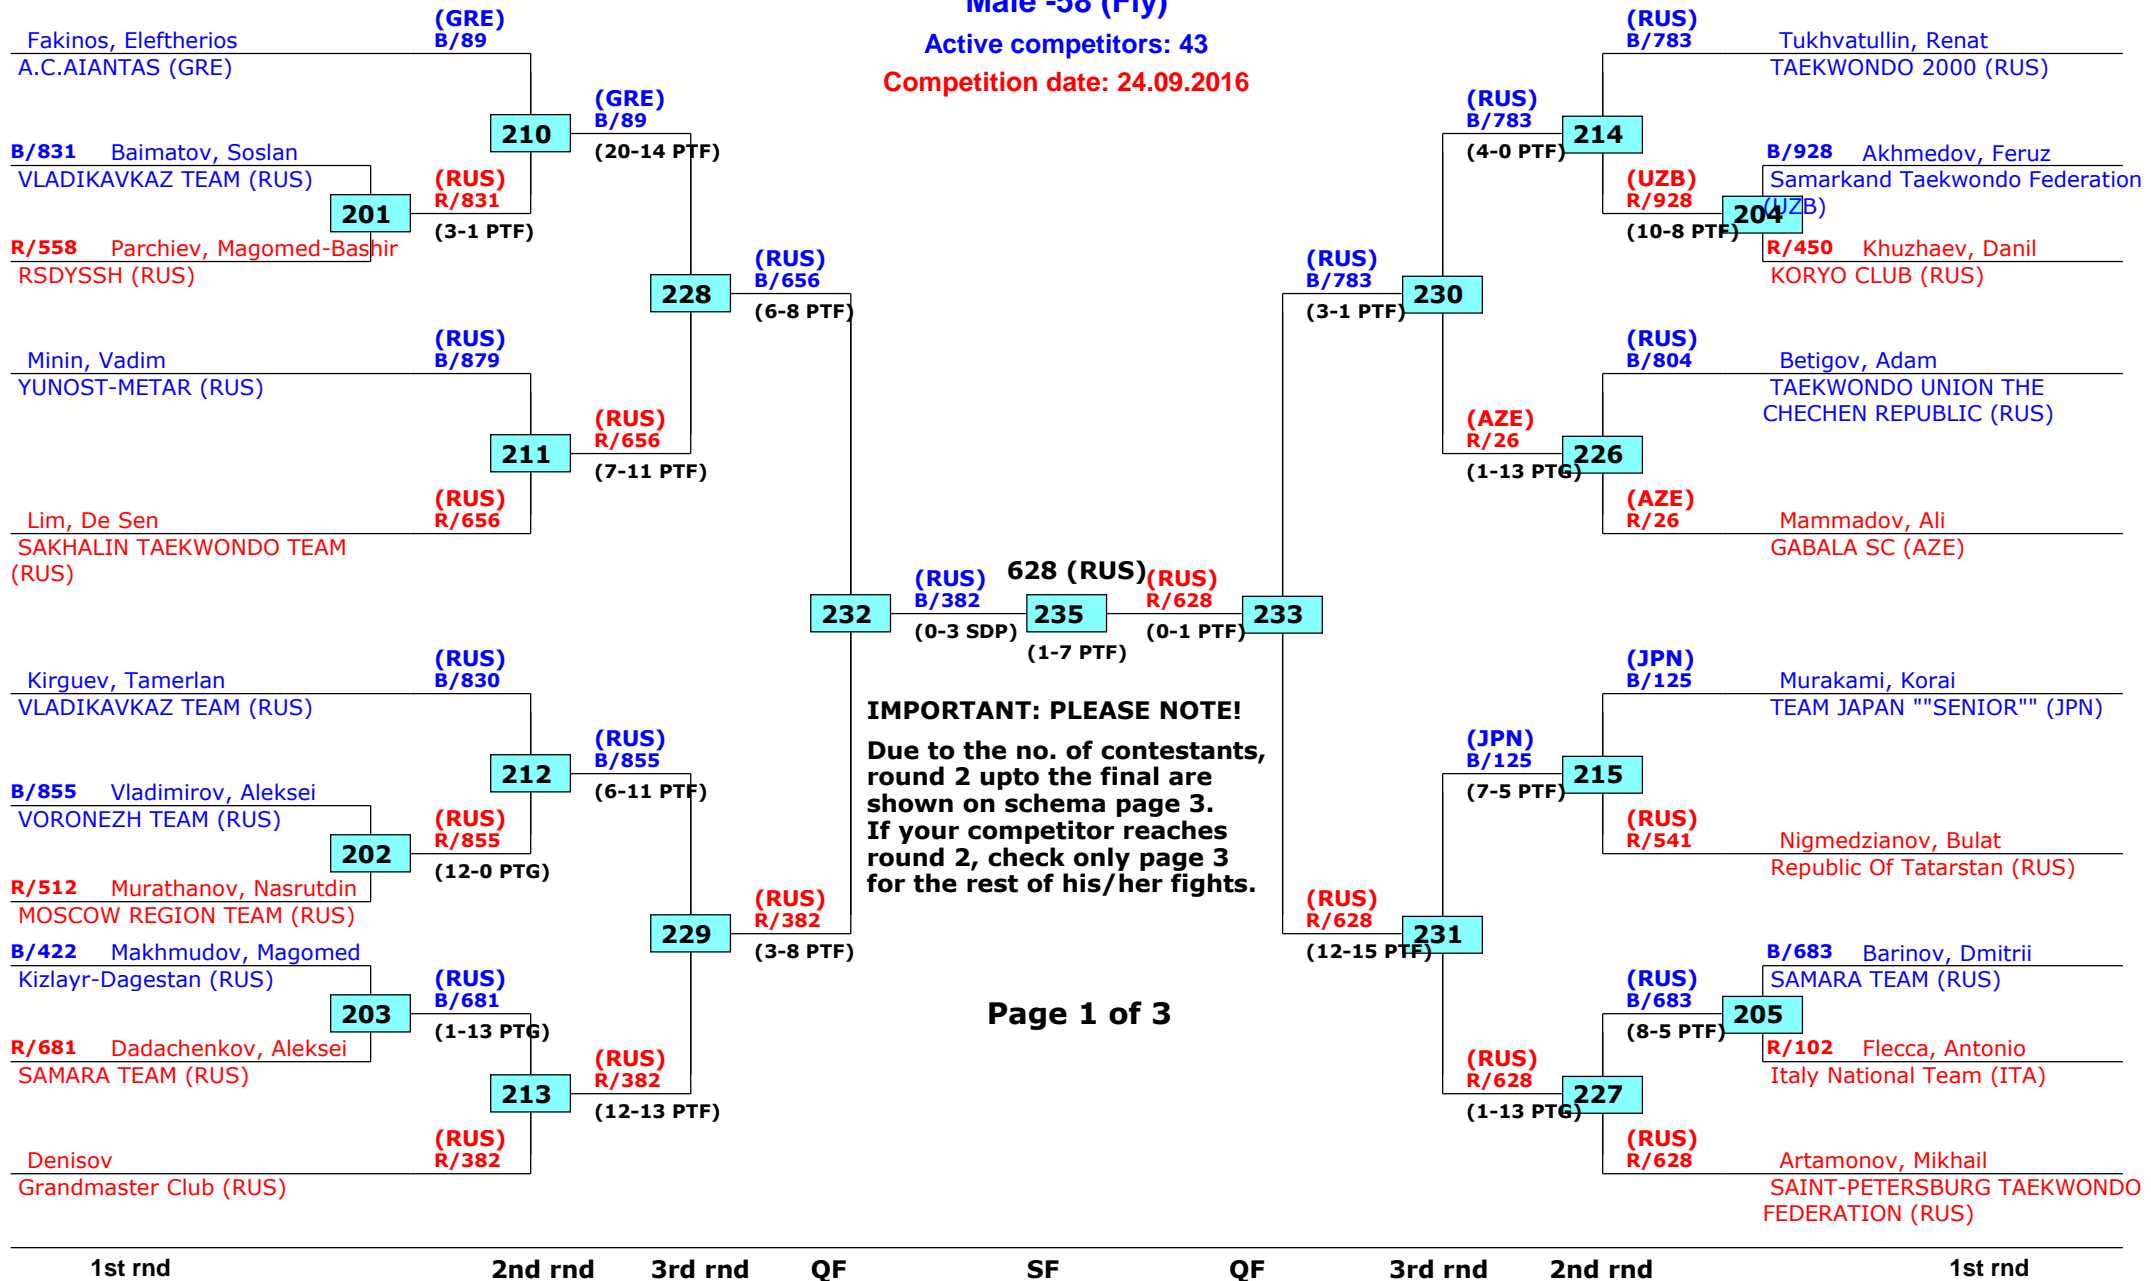 Male -58 (Fly)
Active competitors: 43
Competition date: 24.09.2016
Fakinos, Eleftherios
A.C.AIANTAS (GRE)
(GRE)
B/89
B/831 Baimatov, Soslan
VLADIKAVKAZ TEAM (RUS)
201
R/558 Parchiev, Magomed-Bashir
RSDYSSH (RUS)
(RUS)
R/831
(3-1 PTF)
210
(GRE)
B/89
(20-14 PTF)
Minin, Vadim
YUNOST-METAR (RUS)
(RUS)
B/879
211
Lim, De Sen
SAKHALIN TAEKWONDO TEAM
(RUS)
(RUS)
R/656
(RUS)
R/656
(7-11 PTF)
228
(RUS)
B/656
(6-8 PTF)
Kirguev, Tamerlan
VLADIKAVKAZ TEAM (RUS)
(RUS)
B/830
B/855 Vladimirov, Aleksei
VORONEZH TEAM (RUS)
202
R/512 Murathanov, Nasrutdin
MOSCOW REGION TEAM (RUS)
(RUS)
R/855
(12-0 PTG)
212
(RUS)
B/855
(6-11 PTF)
B/422 Makhmudov, Magomed
Kizlayr-Dagestan (RUS)
203
R/681 Dadachenkov, Aleksei
SAMARA TEAM (RUS)
(RUS)
B/681
(1-13 PTG)
213
Denisov
Grandmaster Club (RUS)
(RUS)
R/382
(RUS)
R/382
(12-13 PTF)
229
(RUS)
R/382
(3-8 PTF)
232
(RUS)
B/382
(0-3 SDP)
628 (RUS)
235
(1-7 PTF)
(RUS)
R/628
(0-1 PTF)
233
IMPORTANT: PLEASE NOTE!
Due to the no. of contestants,
round 2 upto the final are
shown on schema page 3.
If your competitor reaches
round 2, check only page 3
for the rest of his/her fights.
Page 1 of 3
(RUS)
B/783
(3-1 PTF)
230
(RUS)
B/783
(4-0 PTF)
214
(RUS)
B/783
Tukhvatullin, Renat
TAEKWONDO 2000 (RUS)
(UZB)
R/928
(10-8 PTF)
204
B/928 Akhmedov, Feruz
Samarkand Taekwondo Federation
(UZB)
R/450 Khuzhaev, Danil
KORYO CLUB (RUS)
(AZE)
R/26
(1-13 PTG)
226
(RUS)
B/804
Betigov, Adam
TAEKWONDO UNION THE
CHECHEN REPUBLIC (RUS)
(AZE)
R/26
Mammadov, Ali
GABALA SC (AZE)
(RUS)
R/628
(12-15 PTF)
231
(JPN)
B/125
(7-5 PTF)
215
(JPN)
B/125
Murakami, Korai
TEAM JAPAN ""SENIOR"" (JPN)
(RUS)
R/541
Nigmedzianov, Bulat
Republic Of Tatarstan (RUS)
(RUS)
R/628
(1-13 PTG)
227
(RUS)
B/683
(8-5 PTF)
205
B/683 Barinov, Dmitrii
SAMARA TEAM (RUS)
R/102 Flecca, Antonio
Italy National Team (ITA)
(RUS)
R/628
Artamonov, Mikhail
SAINT-PETERSBURG TAEKWONDO
FEDERATION (RUS)
1st rnd 2nd rnd 3rd rnd QF SF QF 3rd rnd 2nd rnd 1st rnd